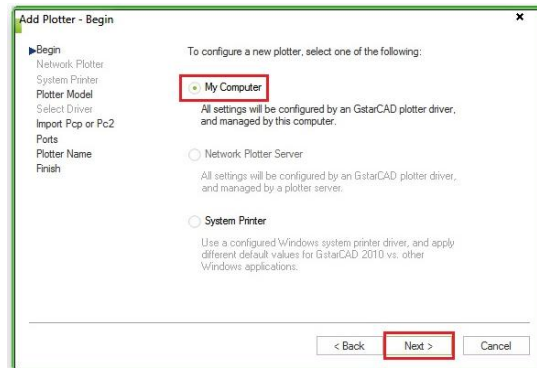 Add Plotter - Begin
Begin
Network Plotter
System Printer
Plotter Model
Select Driver
Import Pcp or Pc2
Ports
Plotter Name
Finish
To configure a new plotter, select one of the following:
My Computer
All settings will be configured by an GstarCAD plotter driver,
and managed by this computer.
Network Plotter Server
All settings will be configured by an GstarCAD plotter driver,
and managed by a plotter server.
System Printer
Use a configured Windows system printer driver, and apply
different default values for GstarCAD 2010 vs. other
Windows applications.
< Back
Next >
Cancel